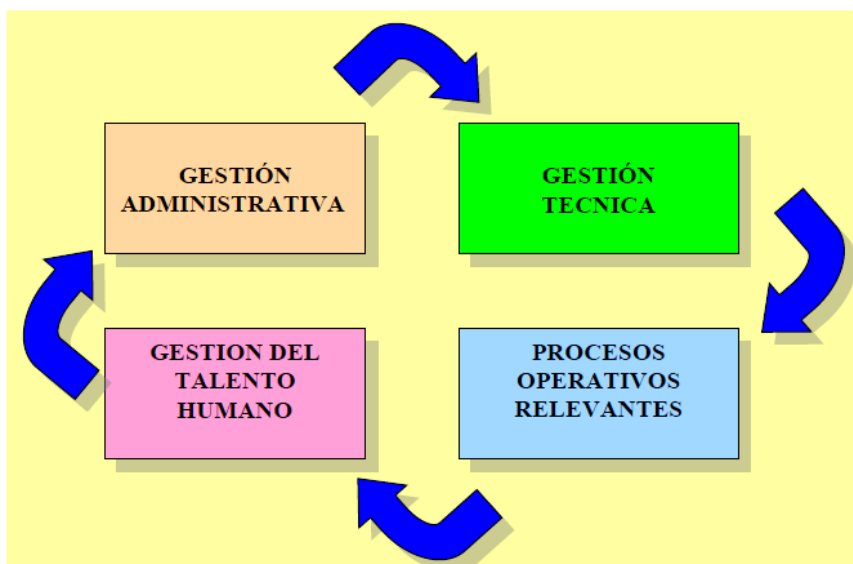 GESTIÓN
ADMINISTRATIVA
GESTIÓN
TECNICA
GESTION DEL
TALENTO
HUMANO
PROCESOS
OPERATIVOS
RELEVANTES